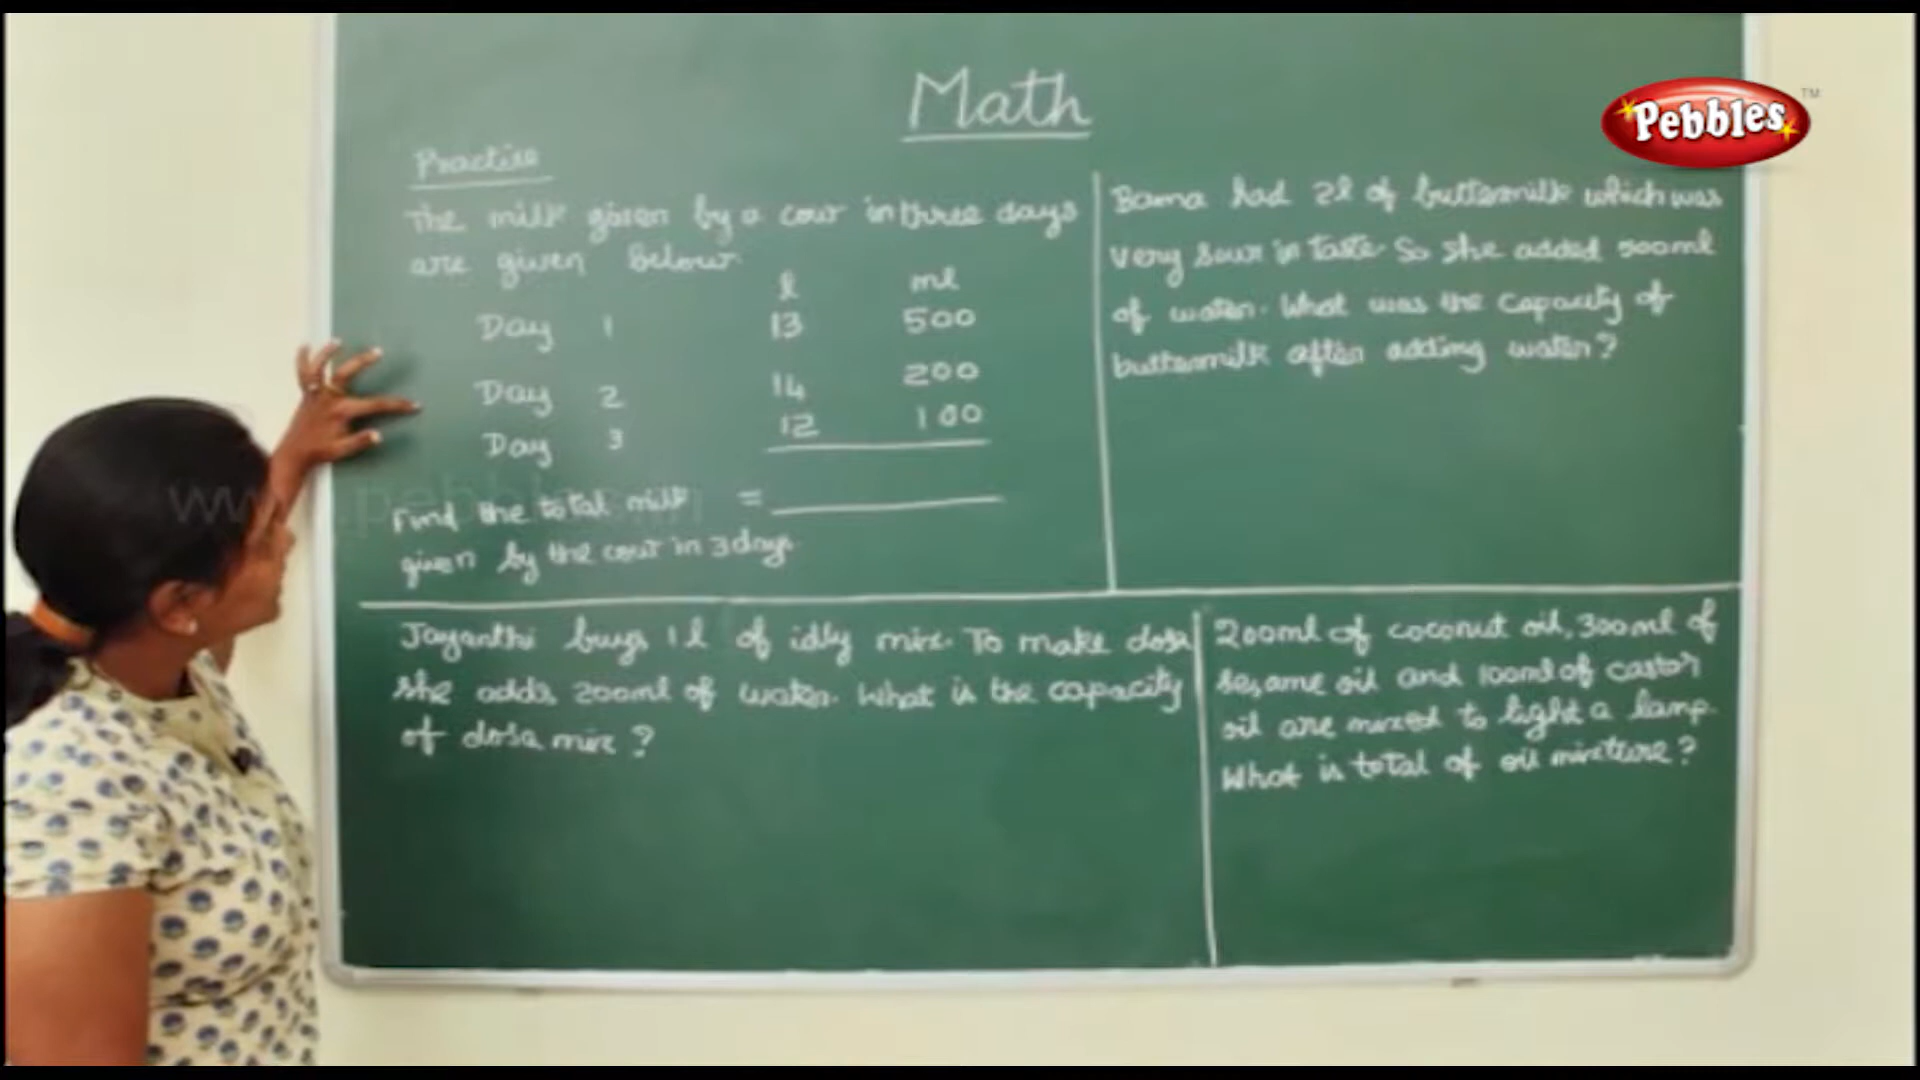 Math
Pebbles TM
Practise
The milk given by a cow in three days
are given below.
l ml
Day 1 13 500
Day 2 14 200
Day 3 12 100
Find the total milk = 
given by the cow in 3 days.
Bama had 2l of buttermilk which was
very sour in taste. So she added 500ml
of water. What was the capacity of
buttermilk after adding water?
Jayanthi buys 1l of idly mix. To make dosa
she adds 200ml of water. What is the capacity
of dosa mix?
200ml of coconut oil, 300ml of
sesame oil and 100ml of castor
oil are mixed to light a lamp.
What is total of oil mixture?
www.pebbles.in